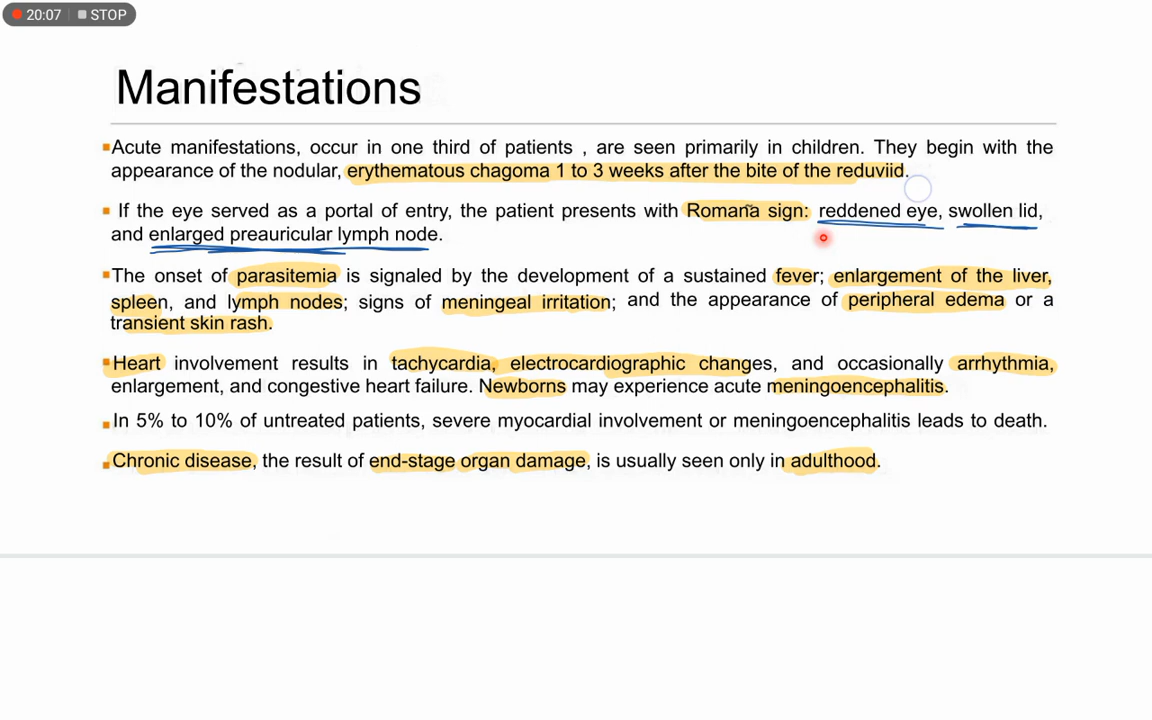 20:07 STOP
Manifestations
Acute manifestations, occur in one third of patients , are seen primarily in children. They begin with the
appearance of the nodular, erythematous chagoma 1 to 3 weeks after the bite of the reduviid.
If the eye served as a portal of entry, the patient presents with Romaña sign: reddened eye, swollen lid,
and enlarged preauricular lymph node.
The onset of parasitemia is signaled by the development of a sustained fever; enlargement of the liver,
spleen, and lymph nodes; signs of meningeal irritation; and the appearance of peripheral edema or a
transient skin rash.
Heart involvement results in tachycardia, electrocardiographic changes, and occasionally arrhythmia,
enlargement, and congestive heart failure. Newborns may experience acute meningoencephalitis.
In 5% to 10% of untreated patients, severe myocardial involvement or meningoencephalitis leads to death.
Chronic disease, the result of end-stage organ damage, is usually seen only in adulthood.